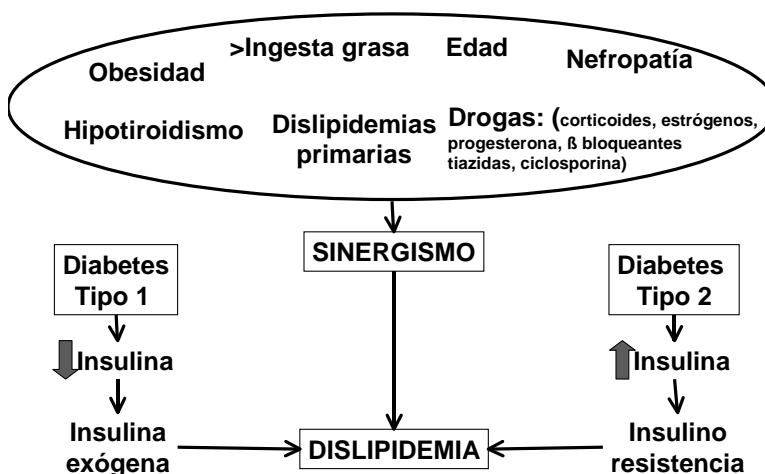 >Ingesta grasa
Edad
Nefropatía
Obesidad
Hipotiroidismo
Dislipidemias
primarias
Drogas: (corticoides, estrógenos,
progesterona, ß bloqueantes
tiazidas, ciclosporina)
SINERGISMO
Diabetes
Tipo 1
Diabetes
Tipo 2
Insulina
Insulina
Insulina
exógena
DISLIPIDEMIA
Insulino
resistencia